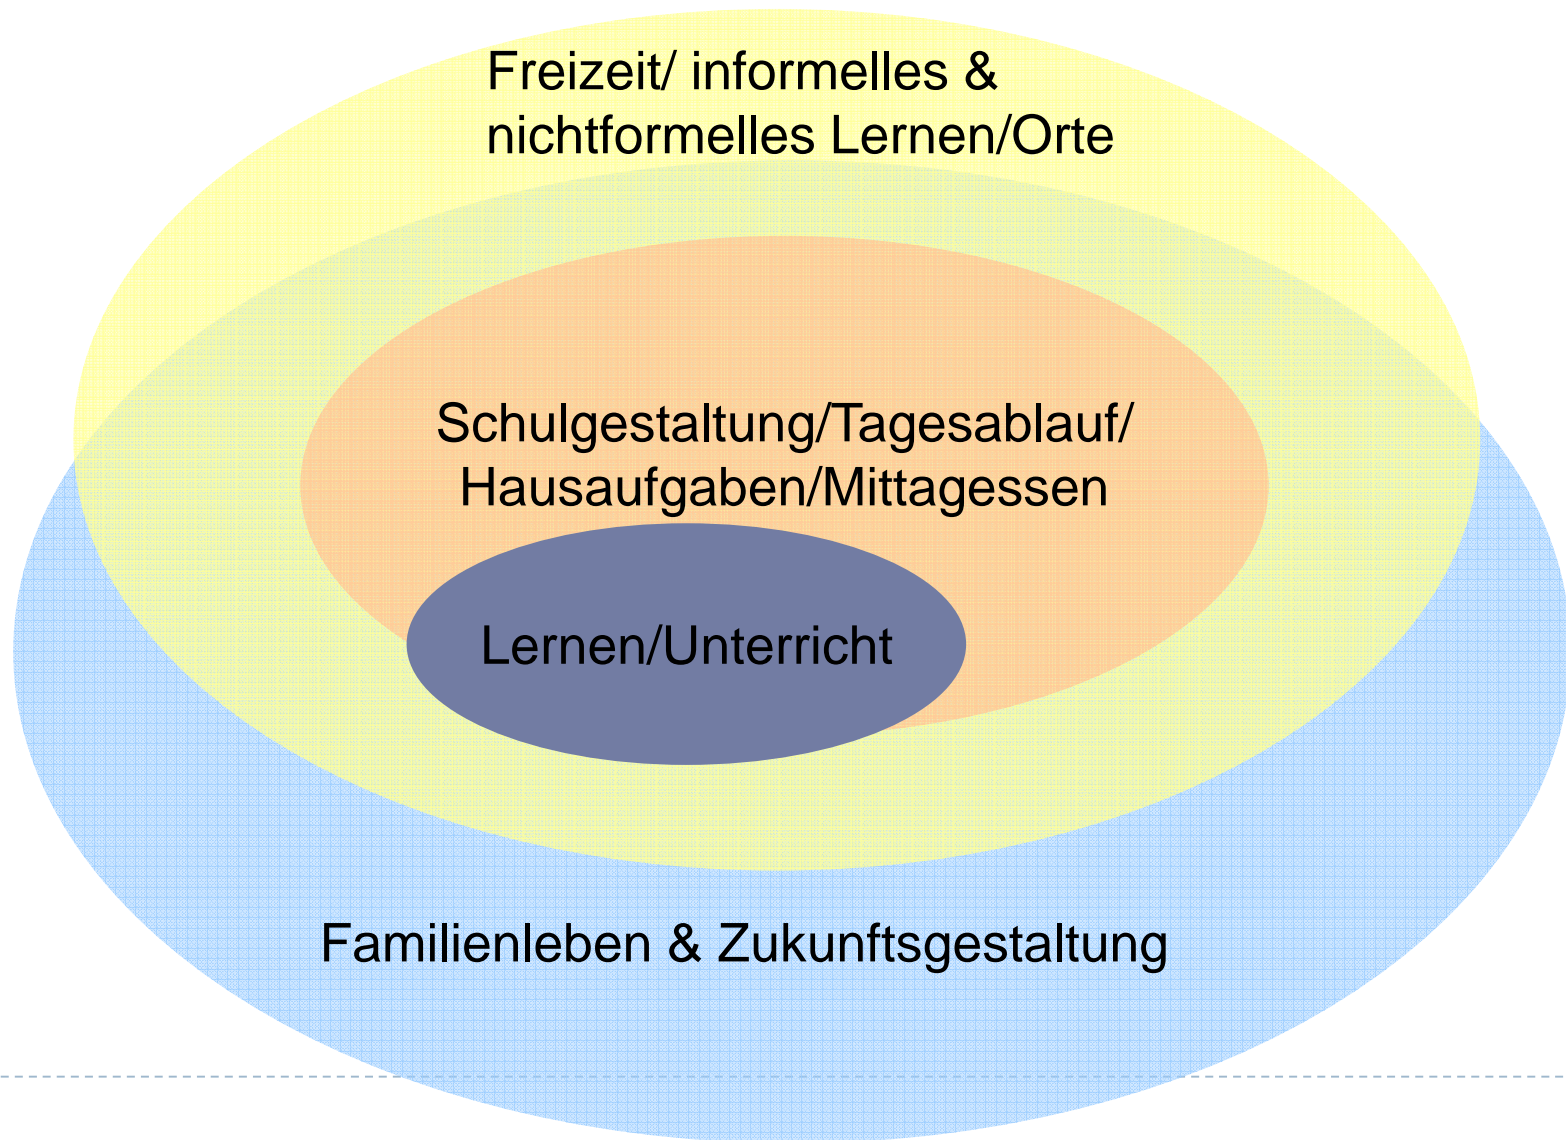 Freizeit/ informelles &
nichtformelles Lernen/Orte
Schulgestaltung/Tagesablauf/
Hausaufgaben/Mittagessen
Lernen/Unterricht
Familienleben & Zukunftsgestaltung